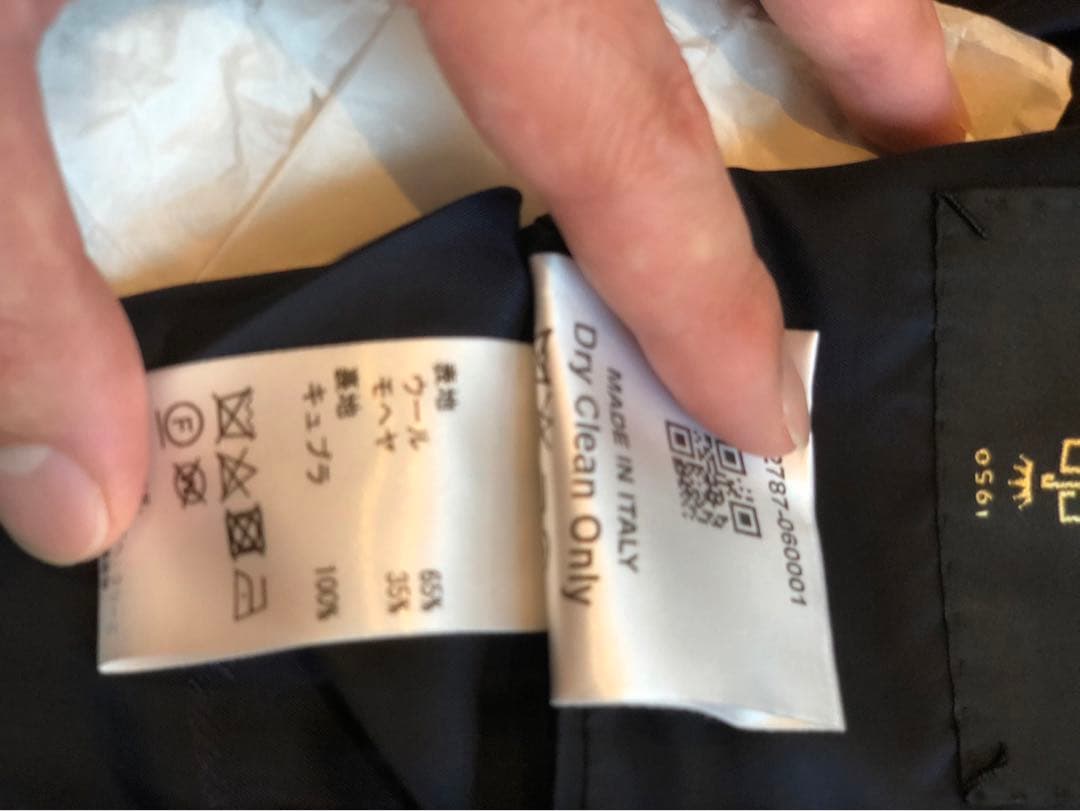 表地
ウール 65%
モヘヤ 35%
裏地
キュプラ 100%
F
2787-060001
MADE IN ITALY
Dry Clean Only
1950